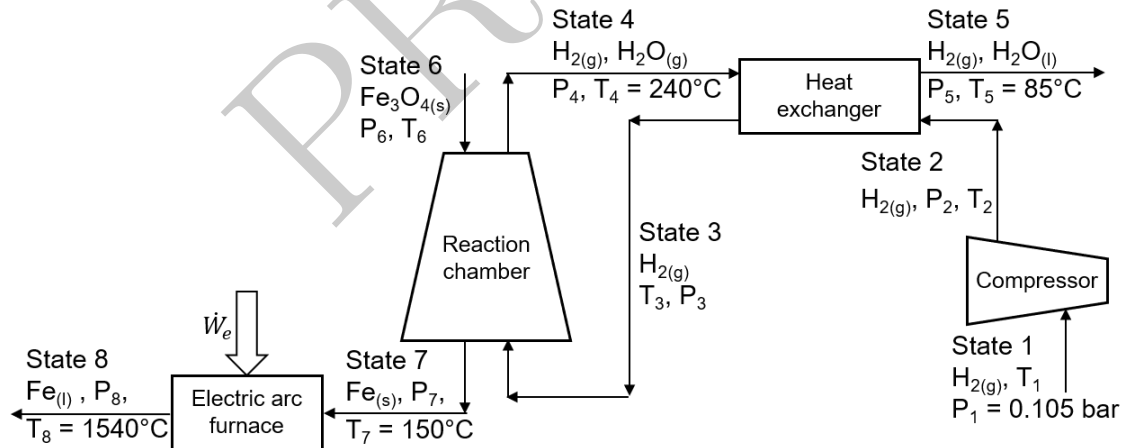 State 4
H₂(g), H₂O(g)
P₄, T₄ = 240°C
State 5
H₂(g), H₂O(l)
P₅, T₅ = 85°C
State 6
Fe₃O₄(s)
P₆, T₆
Heat
exchanger
State 2
H₂(g), P₂, T₂
Reaction
chamber
State 3
H₂(g)
T₃, P₃
Compressor
Ẇₑ
State 8
Fe(l) , P₈,
T₈ = 1540°C
Electric arc
furnace
State 7
Fe(s), P₇,
T₇ = 150°C
State 1
H₂(g), T₁
P₁ = 0.105 bar